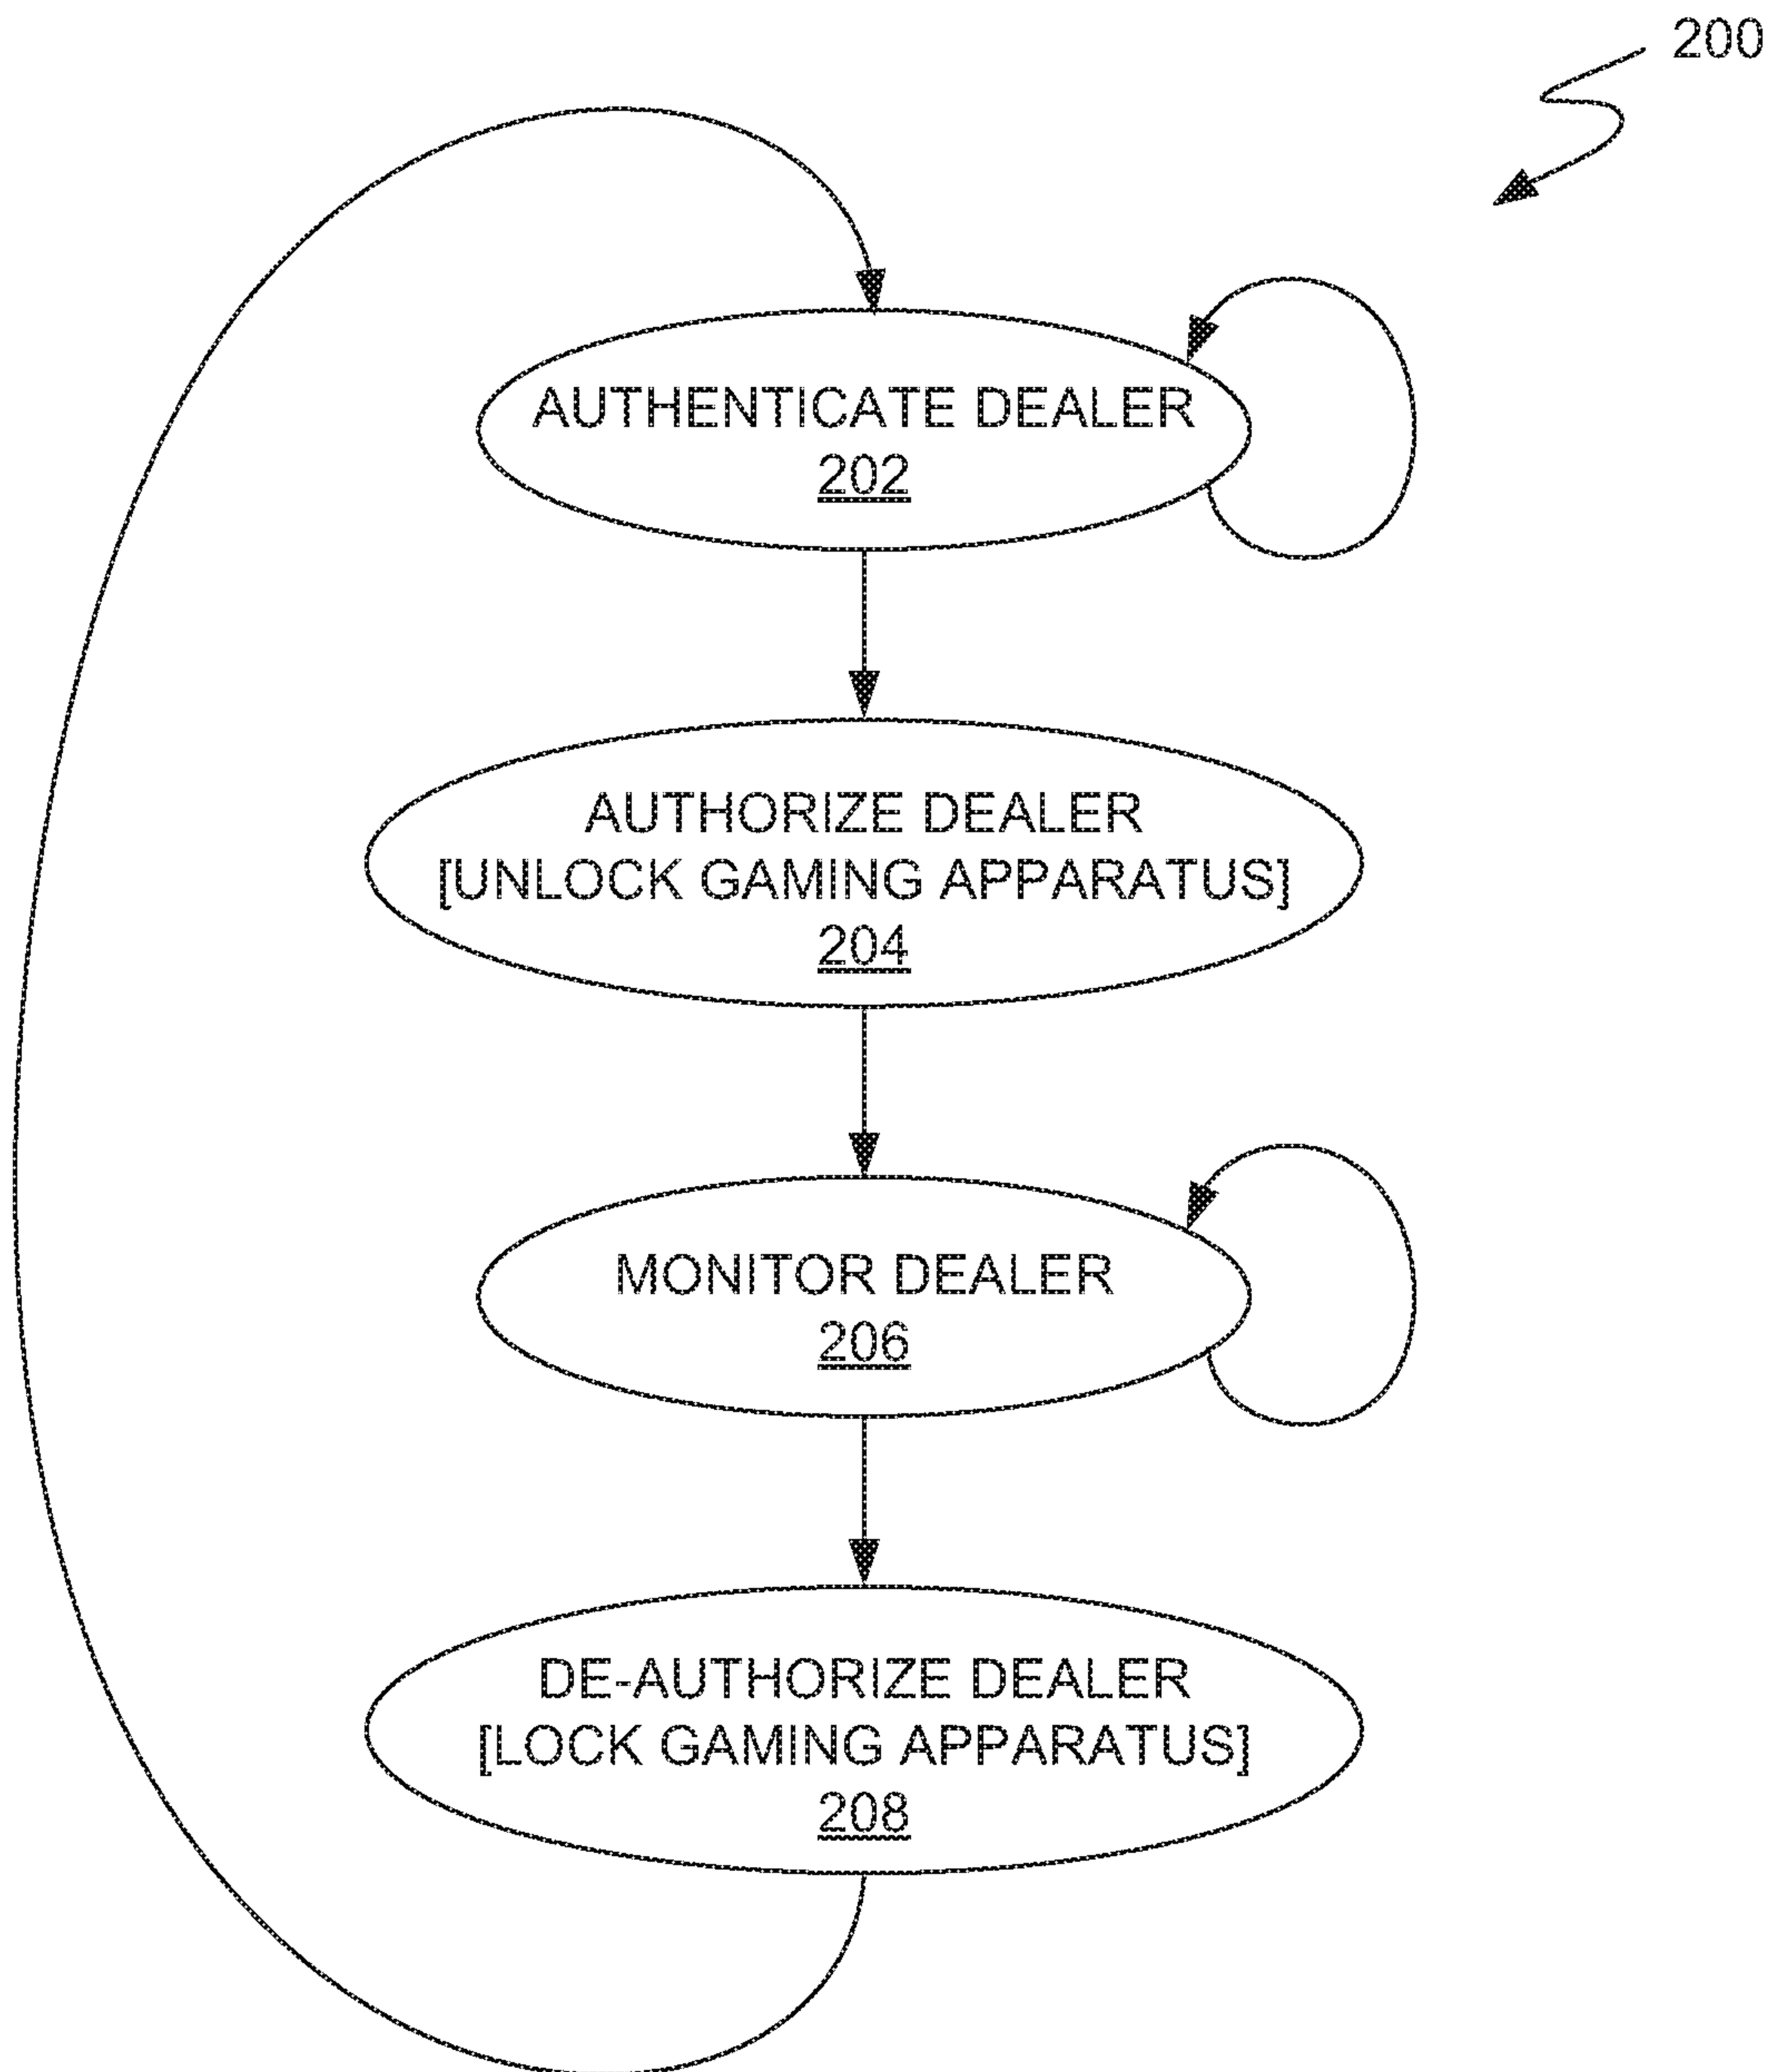 200
AUTHENTICATE DEALER
202
AUTHORIZE DEALER
[UNLOCK GAMING APPARATUS]
204
MONITOR DEALER
206
DE-AUTHORIZE DEALER
[LOCK GAMING APPARATUS]
208